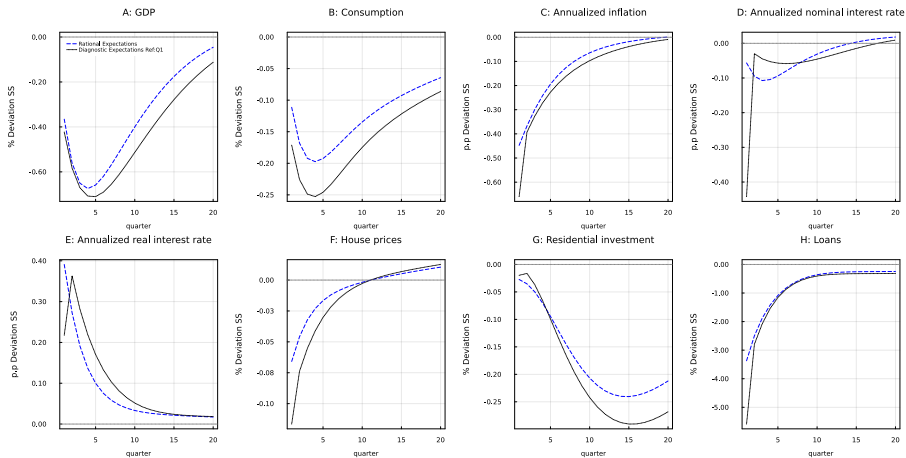 A: GDP
% Deviation SS
0.00
-0.20
-0.40
-0.60
Rational Expectations
Diagnostic Expectations Ref:Q1
5
10
15
20
quarter
B: Consumption
% Deviation SS
0.00
-0.05
-0.10
-0.15
-0.20
-0.25
5
10
15
20
quarter
C: Annualized inflation
p.p Deviation SS
0.00
-0.10
-0.20
-0.30
-0.40
-0.50
-0.60
5
10
15
20
quarter
D: Annualized nominal interest rate
p.p Deviation SS
0.00
-0.10
-0.20
-0.30
-0.40
5
10
15
20
quarter
E: Annualized real interest rate
p.p Deviation SS
0.40
0.30
0.20
0.10
0.00
5
10
15
20
quarter
F: House prices
% Deviation SS
-0.00
-0.03
-0.05
-0.08
-0.10
5
10
15
20
quarter
G: Residential investment
% Deviation SS
0.00
-0.05
-0.10
-0.15
-0.20
-0.25
5
10
15
20
quarter
H: Loans
% Deviation SS
0.00
-1.00
-2.00
-3.00
-4.00
-5.00
5
10
15
20
quarter